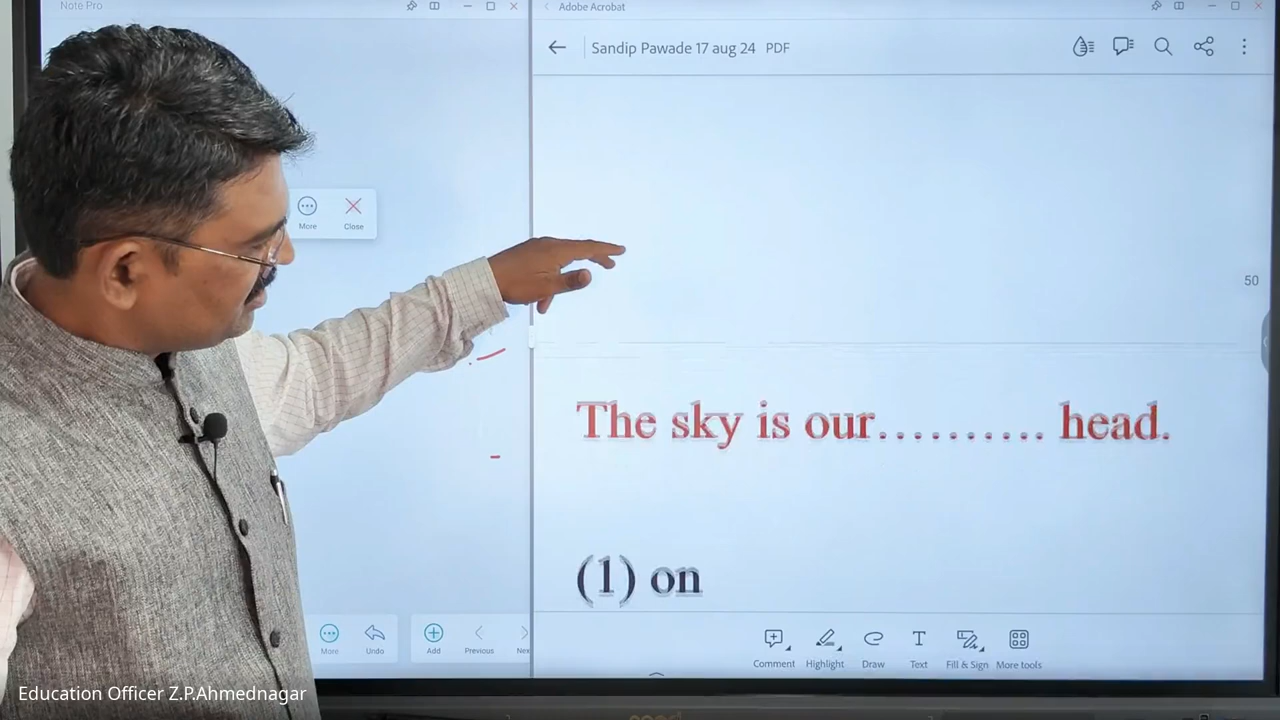 Note Pro
Adobe Acrobat
Sandip Pawade 17 aug 24 PDF
More Close
50
The sky is our.......... head.
(1) on
More Undo
Add Previous
Comment Highlight Draw Text Fill & Sign More tools
Education Officer Z.P.Ahmednagar